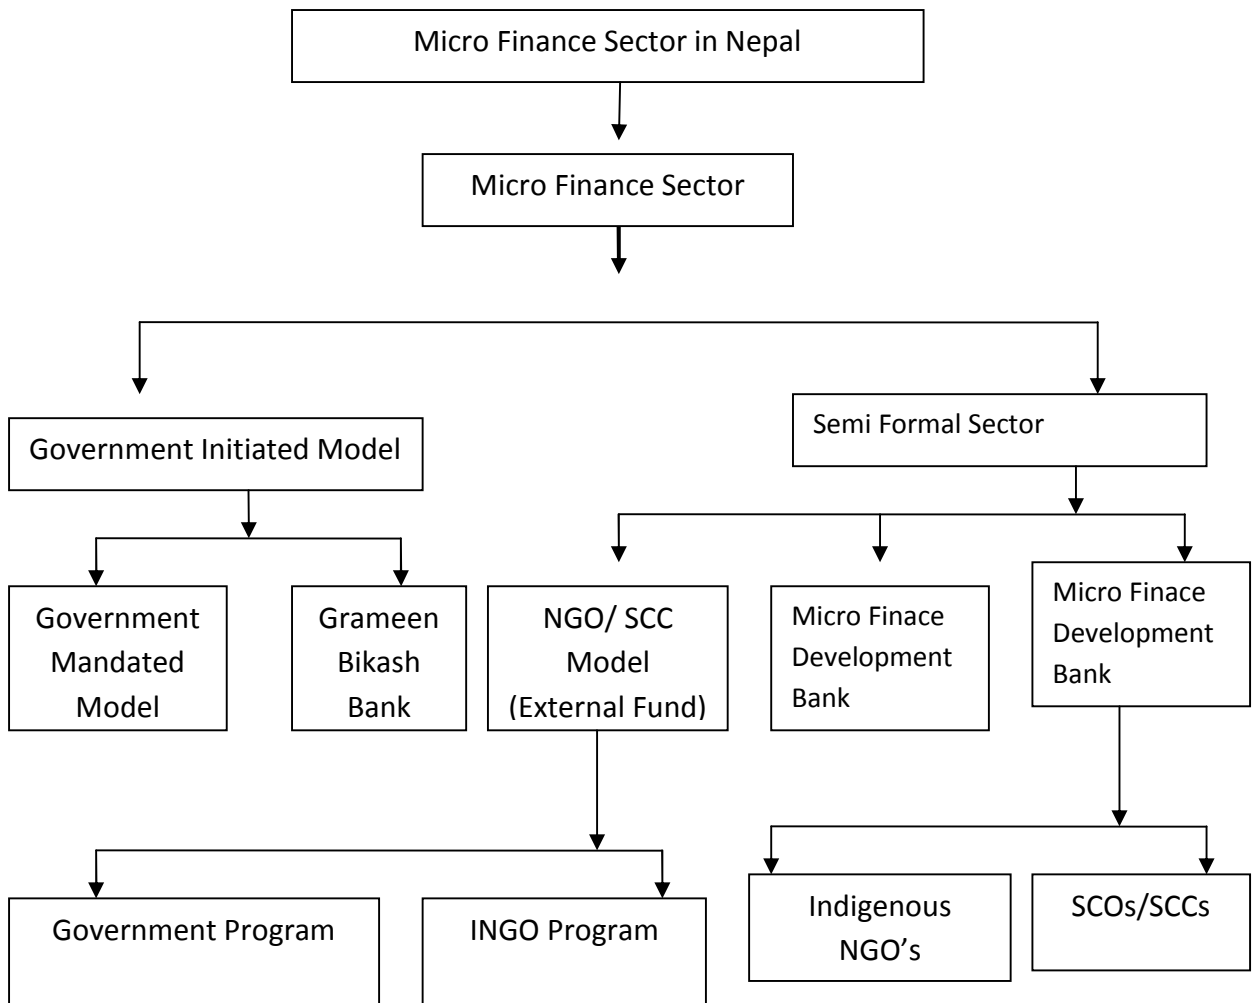 Micro Finance Sector in Nepal
Micro Finance Sector
Government Initiated Model
Semi Formal Sector
Government
Mandated
Model
Grameen
Bikash
Bank
NGO/ SCC
Model
(External Fund)
Micro Finace
Development
Bank
Micro Finace
Development
Bank
Government Program
INGO Program
Indigenous
NGO’s
SCOs/SCCs